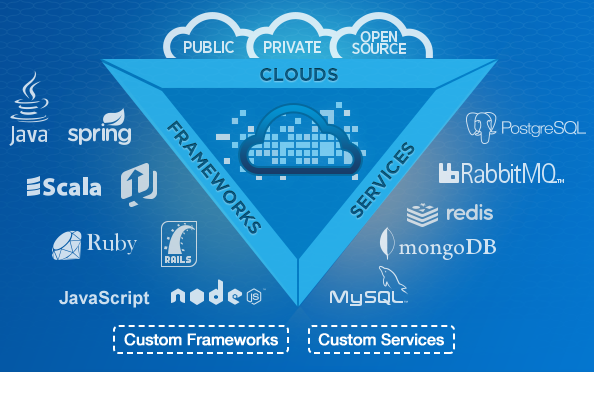 PUBLIC
PRIVATE
OPEN
SOURCE
CLOUDS
FRAMEWORKS
SERVICES
Java
spring
Scala
Ruby
RAILS
JavaScript
node
JS
PostgreSQL
RabbitMQ™
redis
mongoDB
MySQL
Custom Frameworks
Custom Services